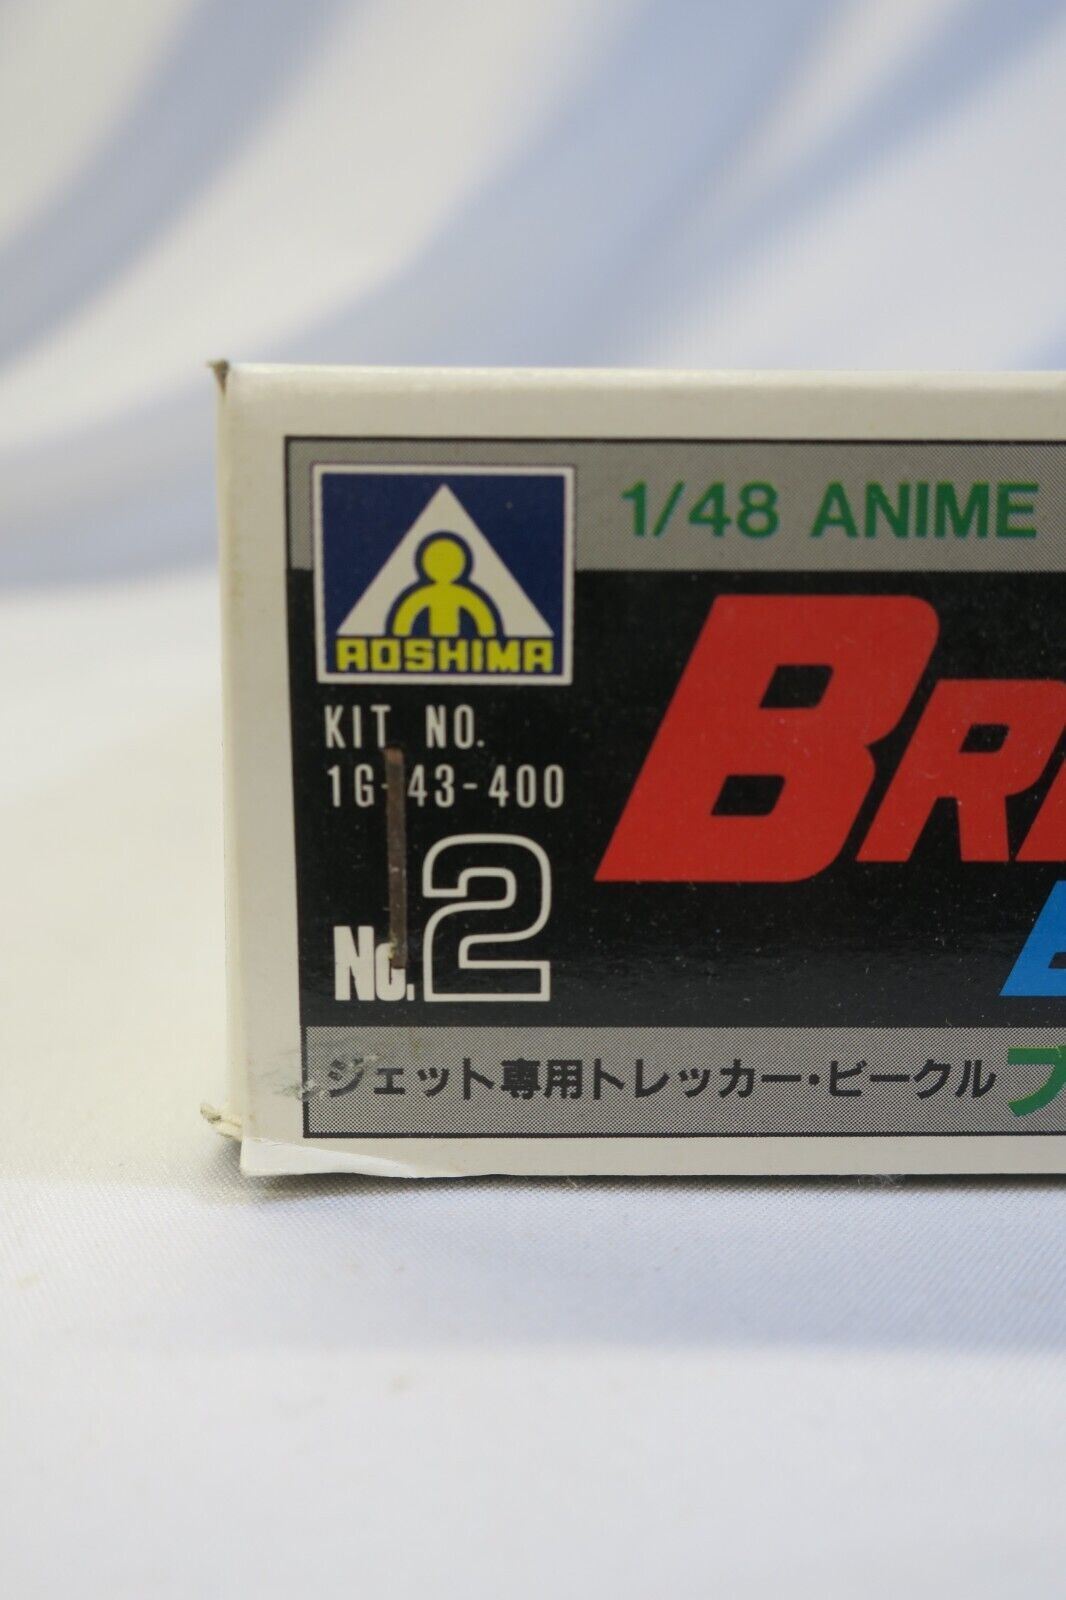 AOSHIMA
1/48 ANIME
KIT NO.
1G-43-400
No.2
ジェット専用トレッカー・ビークル